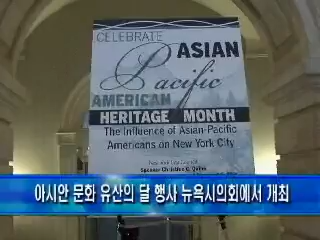 CELEBRATE
ASIAN
Pacific
AMERICAN
HERITAGE MONTH
The Influence of Asian-Pacific
Americans on New York City
Speaker Christine C. Quinn
아시안 문화 유산의 달 행사 뉴욕시의회에서 개최